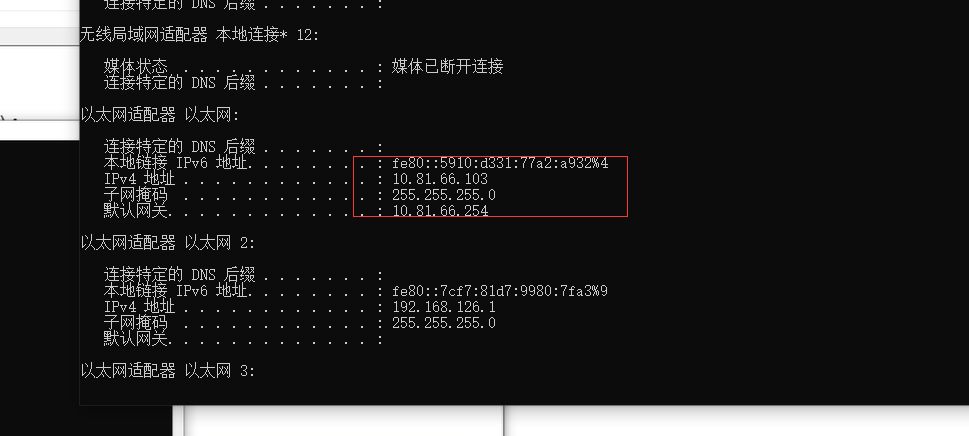 连接特定的 DNS 后缀 . . . . . . . :
无线局域网适配器 本地连接* 12:
媒体状态 . . . . . . . . . . . . : 媒体已断开连接
连接特定的 DNS 后缀 . . . . . . . :
以太网适配器 以太网:
连接特定的 DNS 后缀 . . . . . . . :
本地链接 IPv6 地址. . . . . . . . : fe80::5910:d331:77a2:a932%4
IPv4 地址 . . . . . . . . . . . . : 10.81.66.103
子网掩码 . . . . . . . . . . . . : 255.255.255.0
默认网关. . . . . . . . . . . . . : 10.81.66.254
以太网适配器 以太网 2:
连接特定的 DNS 后缀 . . . . . . . :
本地链接 IPv6 地址. . . . . . . . : fe80::7cf7:81d7:9980:7fa3%9
IPv4 地址 . . . . . . . . . . . . : 192.168.126.1
子网掩码 . . . . . . . . . . . . : 255.255.255.0
默认网关. . . . . . . . . . . . . :
以太网适配器 以太网 3: